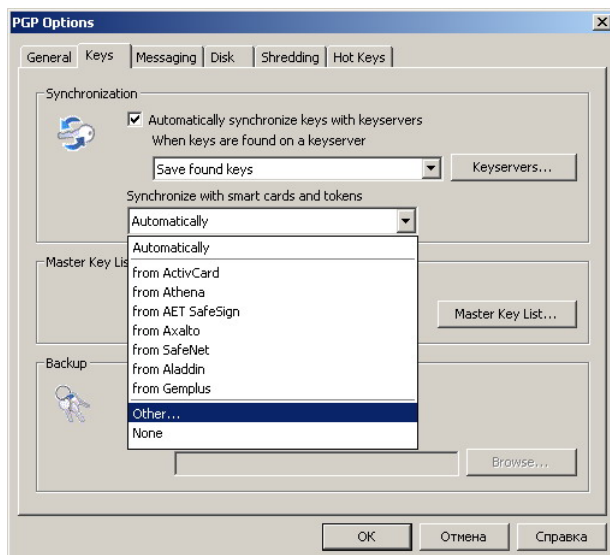 PGP Options
General Keys Messaging Disk Shredding Hot Keys
Synchronization
Automatically synchronize keys with keyservers
When keys are found on a keyserver
Save found keys Keyservers...
Synchronize with smart cards and tokens
Automatically
Automatically
Master Key Lis
from ActivCard
from Athena
from AET SafeSign
Master Key List...
from Axalto
from SafeNet
Backup
from Aladdin
from Gemplus
Other...
None
Browse...
OK Отмена Справка